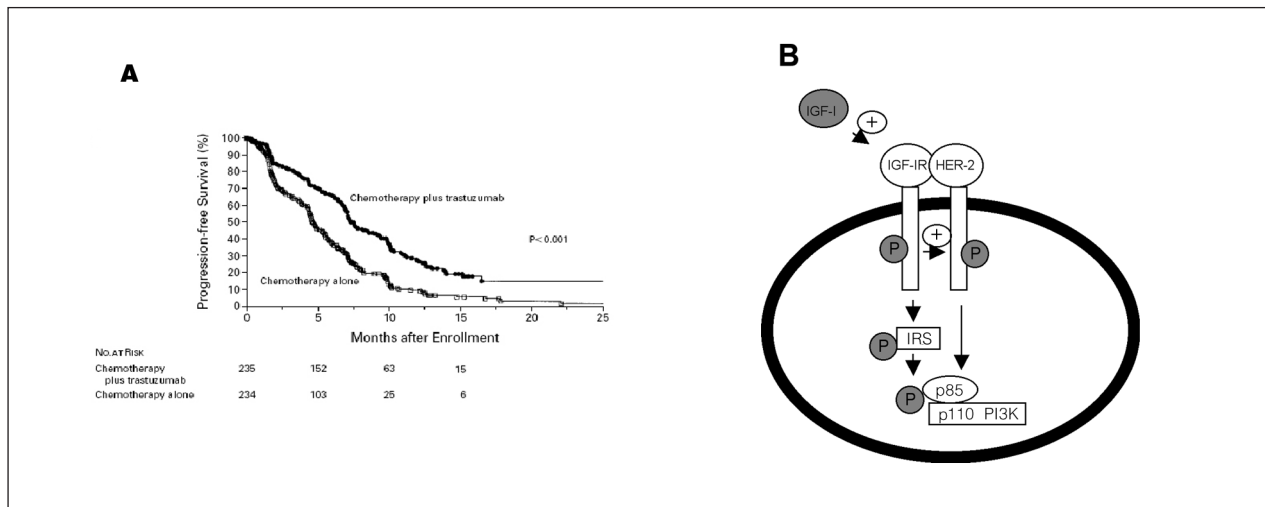 A
Progression-free Survival (%)
100
90
80
70
60
50
40
30
20
10
0
Chemotherapy plus trastuzumab
P<0.001
Chemotherapy alone
0 5 10 15 20 25
Months after Enrollment
NO. AT RISK
Chemotherapy 235 152 63 15
plus trastuzumab
Chemotherapy alone 234 103 25 6
B
IGF-I
+
IGF-IR HER-2
+
P P
IRS
P
P p85
p110 PI3K